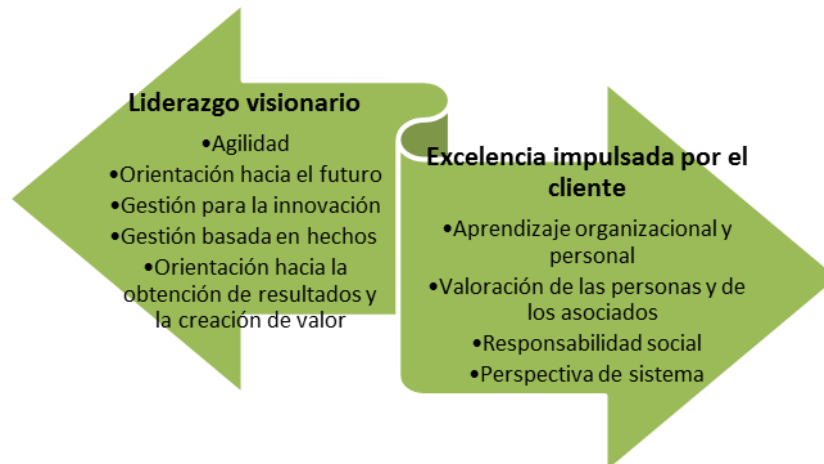 Liderazgo visionario
•Agilidad
•Orientación hacia el futuro
•Gestión para la innovación
•Gestión basada en hechos
•Orientación hacia la
obtención de resultados y
la creación de valor
Excelencia impulsada por el
cliente
•Aprendizaje organizacional y
personal
•Valoración de las personas y de
los asociados
•Responsabilidad social
•Perspectiva de sistema